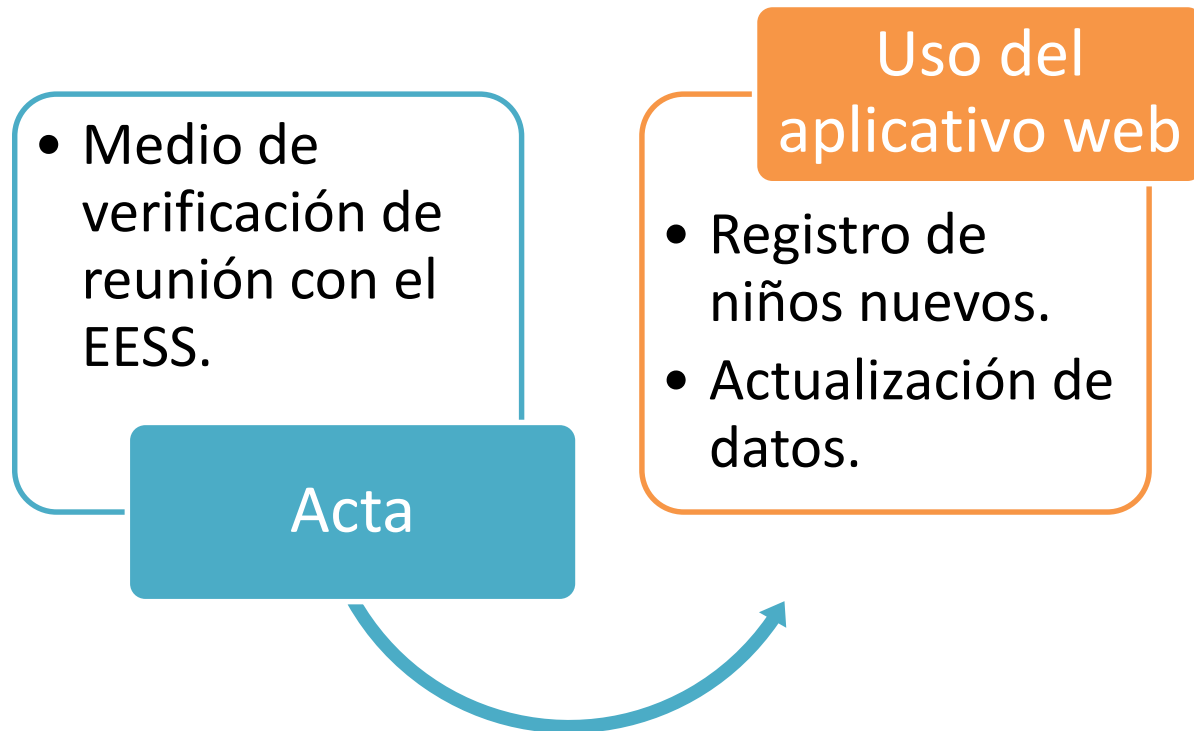 • Medio de
verificación de
reunión con el
EESS.
Acta
Uso del
aplicativo web
• Registro de
niños nuevos.
• Actualización de
datos.